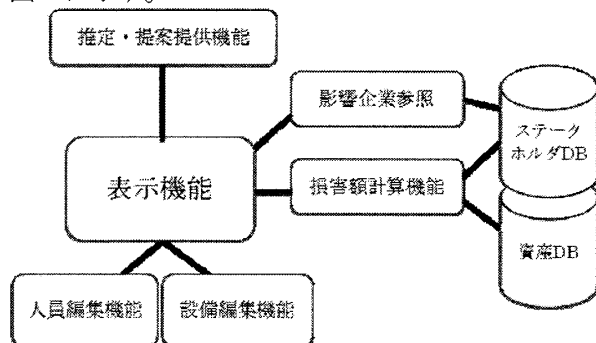 推定・提案提供機能
影響企業参照
ステーク
ホルダDB
表示機能
損害額計算機能
資産DB
人員編集機能
設備編集機能